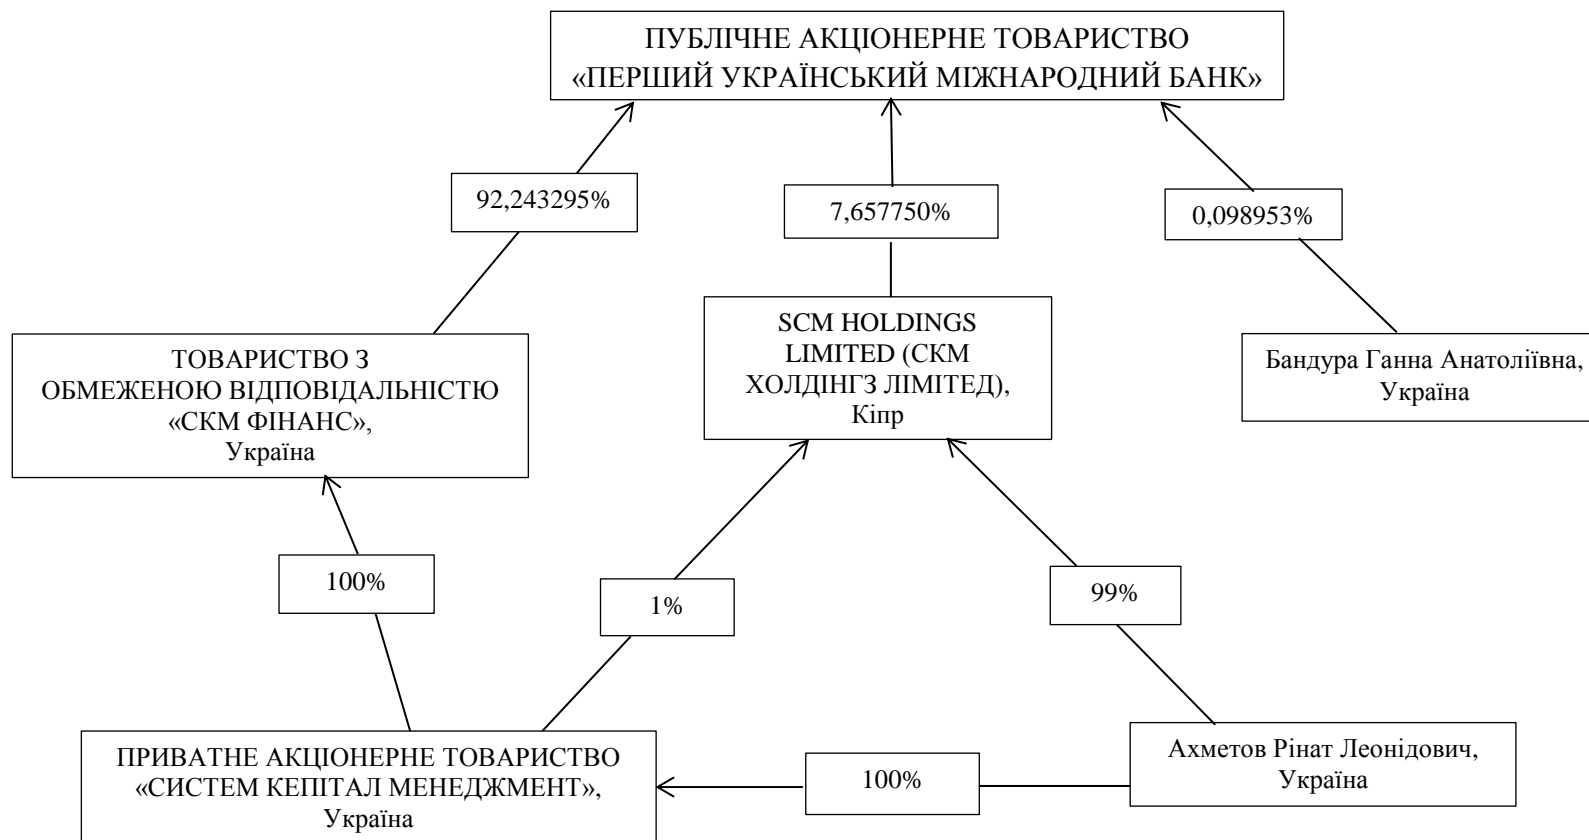 ПУБЛІЧНЕ АКЦІОНЕРНЕ ТОВАРИСТВО
«ПЕРШИЙ УКРАЇНСЬКИЙ МІЖНАРОДНИЙ БАНК»
92,243295%
7,657750%
0,098953%
ТОВАРИСТВО З
ОБМЕЖЕНОЮ ВІДПОВІДАЛЬНІСТЮ
«СКМ ФІНАНС»,
Україна
SCM HOLDINGS
LIMITED (СКМ
ХОЛДІНГЗ ЛІМІТЕД),
Кіпр
Бандура Ганна Анатоліївна,
Україна
100%
1%
99%
ПРИВАТНЕ АКЦІОНЕРНЕ ТОВАРИСТВО
«СИСТЕМ КЕПІТАЛ МЕНЕДЖМЕНТ»,
Україна
100%
Ахметов Рінат Леонідович,
Україна